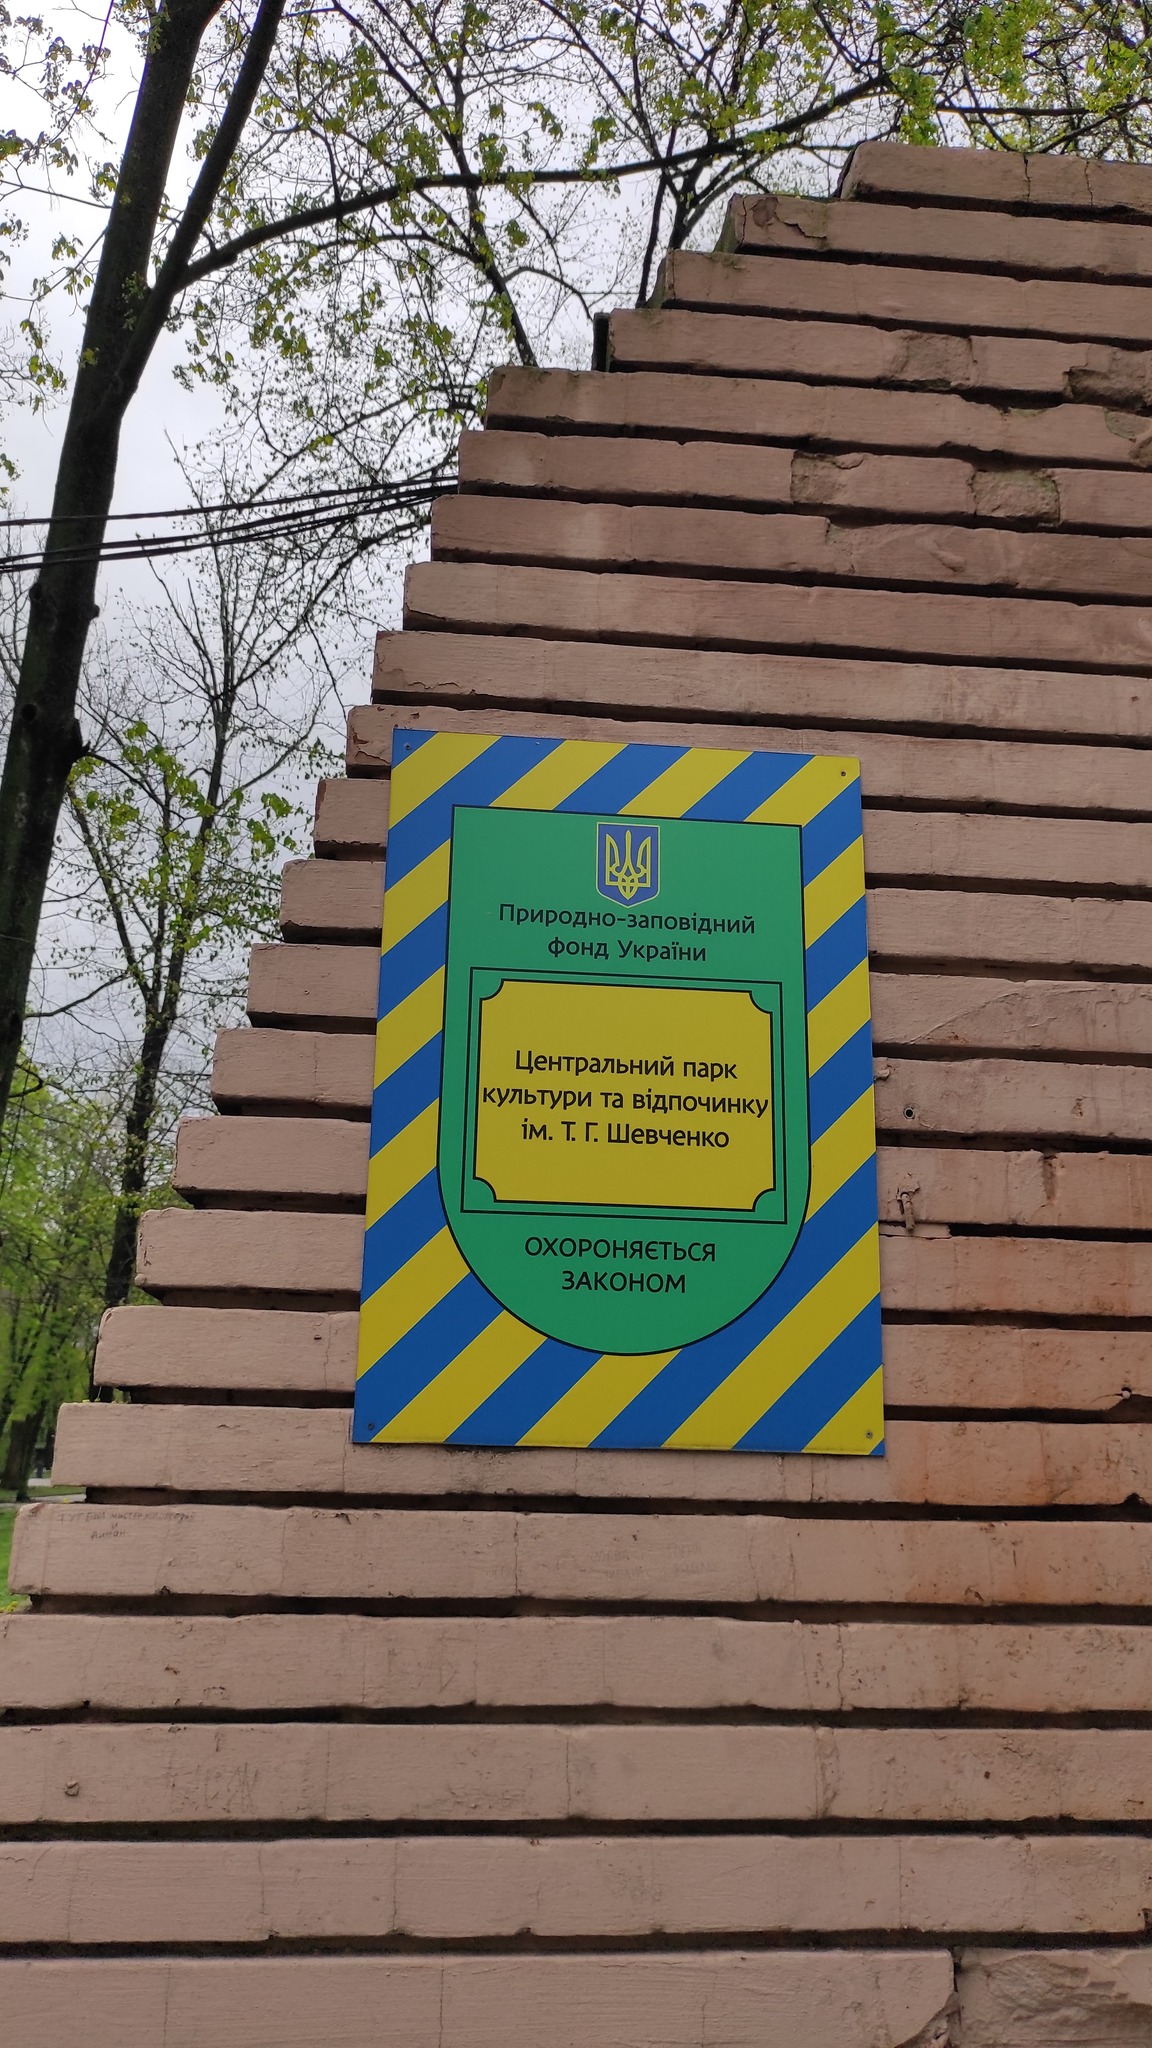 Природно-заповідний
фонд України
Центральний парк
культури та відпочинку
ім. Т. Г. Шевченко
ОХОРОНЯЄТЬСЯ
ЗАКОНОМ